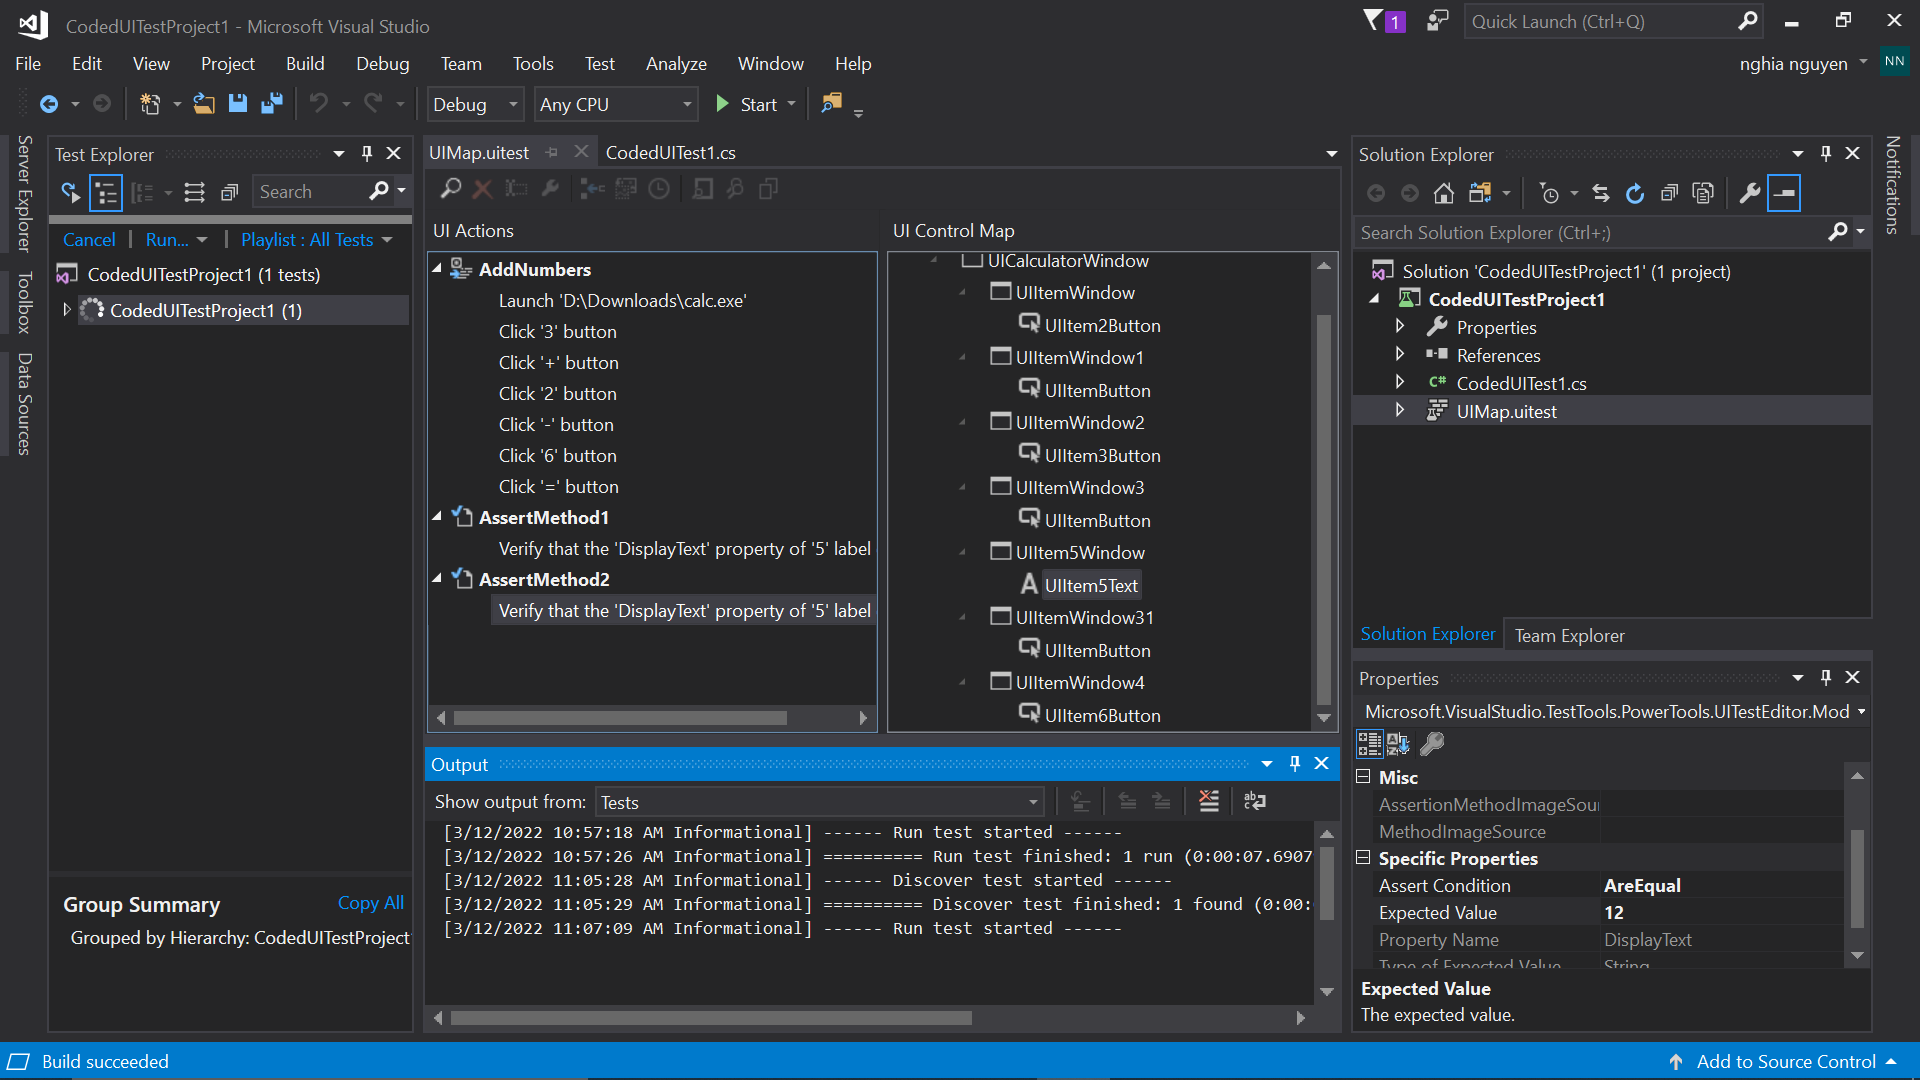 CodedUITestProject1 - Microsoft Visual Studio
1
Quick Launch (Ctrl+Q)
File Edit View Project Build Debug Team Tools Test Analyze Window Help
nghia nguyen NN
Debug Any CPU Start
Server Explorer
Toolbox
Data Sources
Test Explorer
Search
Cancel Run... Playlist : All Tests
CodedUITestProject1 (1 tests)
CodedUITestProject1 (1)
Group Summary Copy All
Grouped by Hierarchy: CodedUITestProject
UIMap.uitest CodedUITest1.cs
UI Actions
AddNumbers
Launch 'D:\Downloads\calc.exe'
Click '3' button
Click '+' button
Click '2' button
Click '-' button
Click '6' button
Click '=' button
AssertMethod1
Verify that the 'DisplayText' property of '5' label
AssertMethod2
Verify that the 'DisplayText' property of '5' label
UI Control Map
UICalculatorWindow
UIItemWindow
UIItem2Button
UIItemWindow1
UIItemButton
UIItemWindow2
UIItem3Button
UIItemWindow3
UIItemButton
UIItem5Window
A UIItem5Text
UIItemWindow31
UIItemButton
UIItemWindow4
UIItem6Button
Output
Show output from: Tests
[3/12/2022 10:57:18 AM Informational] ------ Run test started ------
[3/12/2022 10:57:26 AM Informational] ========== Run test finished: 1 run (0:00:07.6907
[3/12/2022 11:05:28 AM Informational] ------ Discover test started ------
[3/12/2022 11:05:29 AM Informational] ========== Discover test finished: 1 found (0:00:
[3/12/2022 11:07:09 AM Informational] ------ Run test started ------
Solution Explorer
Search Solution Explorer (Ctrl+;)
Solution 'CodedUITestProject1' (1 project)
CodedUITestProject1
Properties
References
C# CodedUITest1.cs
UIMap.uitest
Solution Explorer Team Explorer
Properties
Microsoft.VisualStudio.TestTools.PowerTools.UITestEditor.Mod
Misc
AssertionMethodImageSou
MethodImageSource
Specific Properties
Assert Condition AreEqual
Expected Value 12
Property Name DisplayText
Type of Expected Value String
Expected Value
The expected value.
Notifications
Build succeeded
Add to Source Control